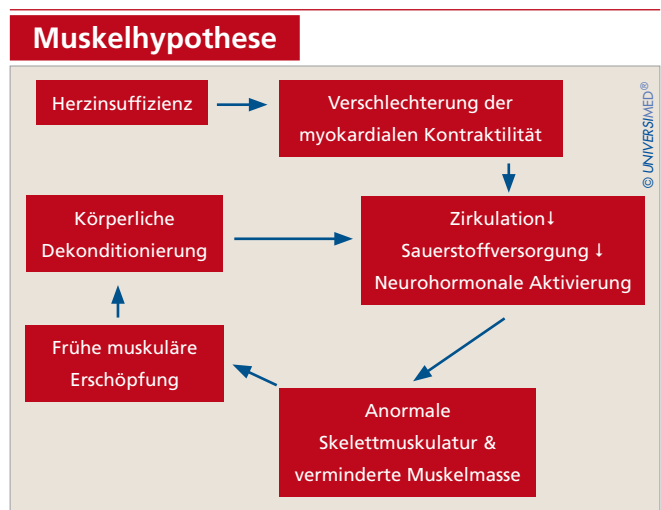 Muskelhypothese
Herzinsuffizienz
Verschlechterung der
myokardialen Kontraktilität
© UNIVERSIMED®
Körperliche
Dekonditionierung
Zirkulation↓
Sauerstoffversorgung ↓
Neurohormonale Aktivierung
Frühe muskuläre
Erschöpfung
Anormale
Skelettmuskulatur &
verminderte Muskelmasse